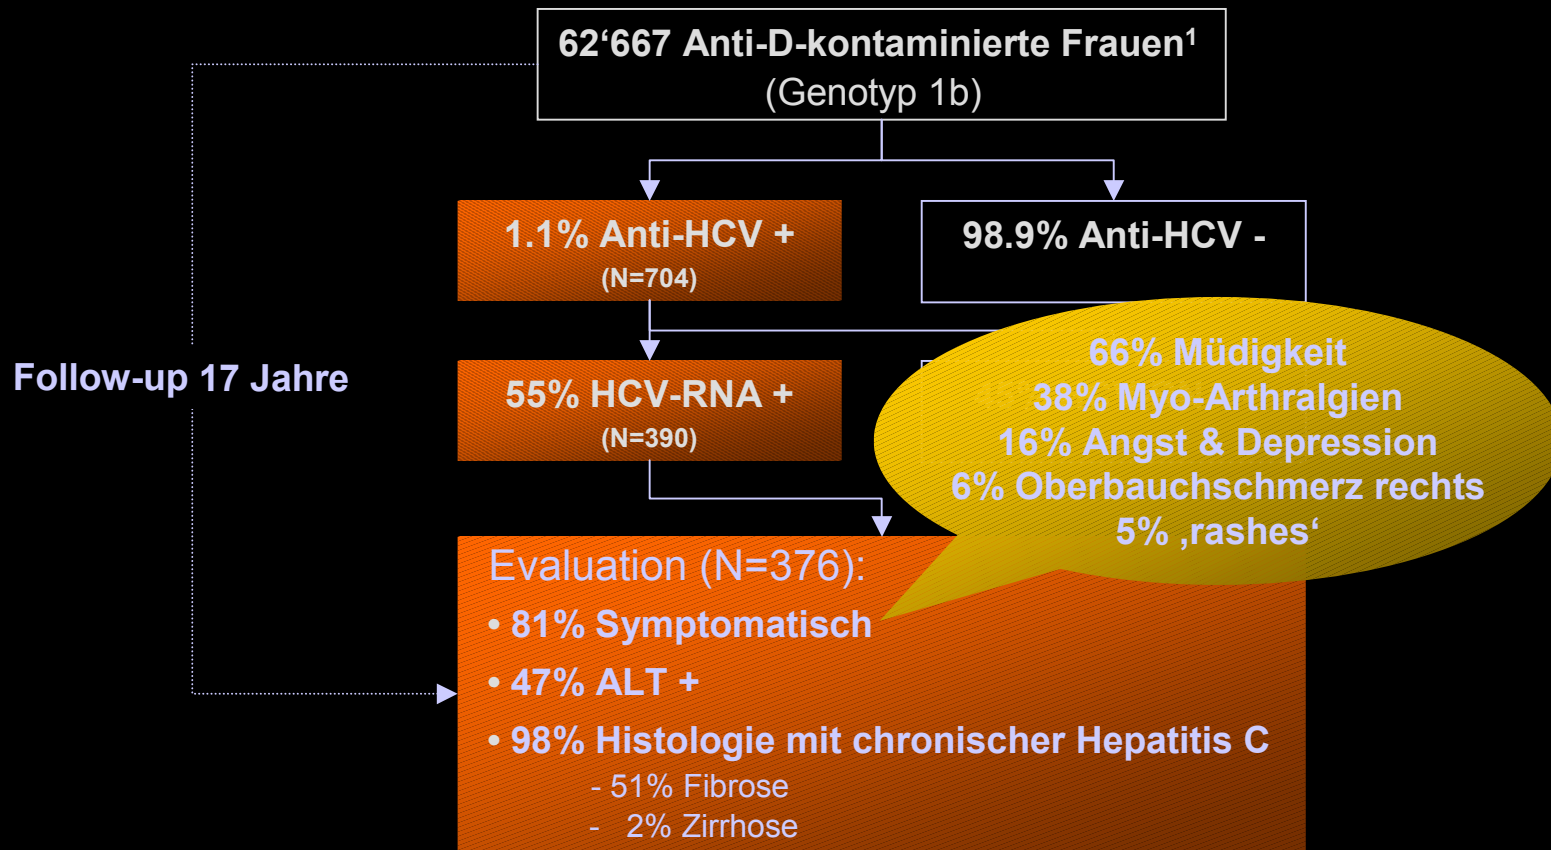 62‘667 Anti-D-kontaminierte Frauen¹
(Genotyp 1b)
1.1% Anti-HCV +
(N=704)
98.9% Anti-HCV -
Follow-up 17 Jahre
55% HCV-RNA +
(N=390)
66% Müdigkeit
38% Myo-Arthralgien
16% Angst & Depression
6% Oberbauchschmerz rechts
5% ‚rashes‘
Evaluation (N=376):
• 81% Symptomatisch
• 47% ALT +
• 98% Histologie mit chronischer Hepatitis C
- 51% Fibrose
- 2% Zirrhose